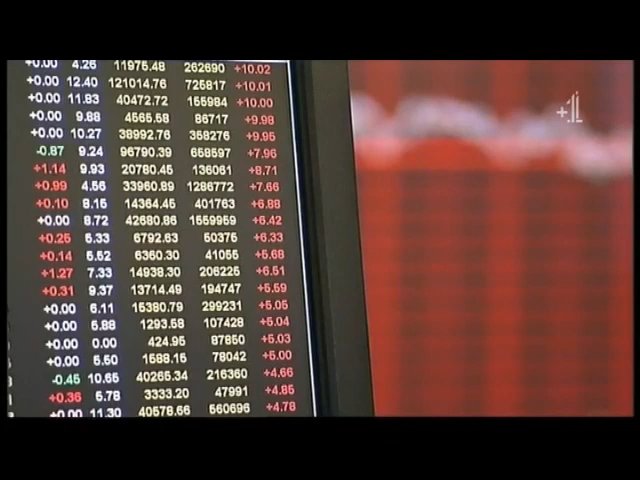 +0.00 4.26 11975.48 262690 +10.02
+0.00 12.40 121014.76 725817 +10.01
+0.00 11.83 40472.72 155984 +10.00
+0.00 9.88 4565.58 86717 +9.98
+0.00 10.27 38992.76 358276 +9.95
-0.87 9.24 96790.39 658597 +7.96
+1.14 9.93 20780.45 136061 +8.71
+0.99 4.56 33960.89 1286772 +7.66
+0.10 8.15 14364.45 401763 +6.88
+0.00 8.72 42680.86 1559959 +6.42
+0.25 5.33 6792.63 50375 +6.33
+0.14 5.52 6360.30 41055 +5.68
+1.27 7.33 14938.30 206225 +6.51
+0.31 9.37 13714.49 194747 +5.59
+0.00 6.11 15380.79 299231 +5.05
+0.00 5.88 1293.58 107428 +5.04
+0.00 0.00 424.95 87850 +5.03
+0.00 5.50 1588.15 78042 +5.00
-0.45 10.65 40265.34 216360 +4.66
+0.36 5.78 3333.20 47991 +4.85
+0.00 11.30 40578.66 560696 +4.78
+1